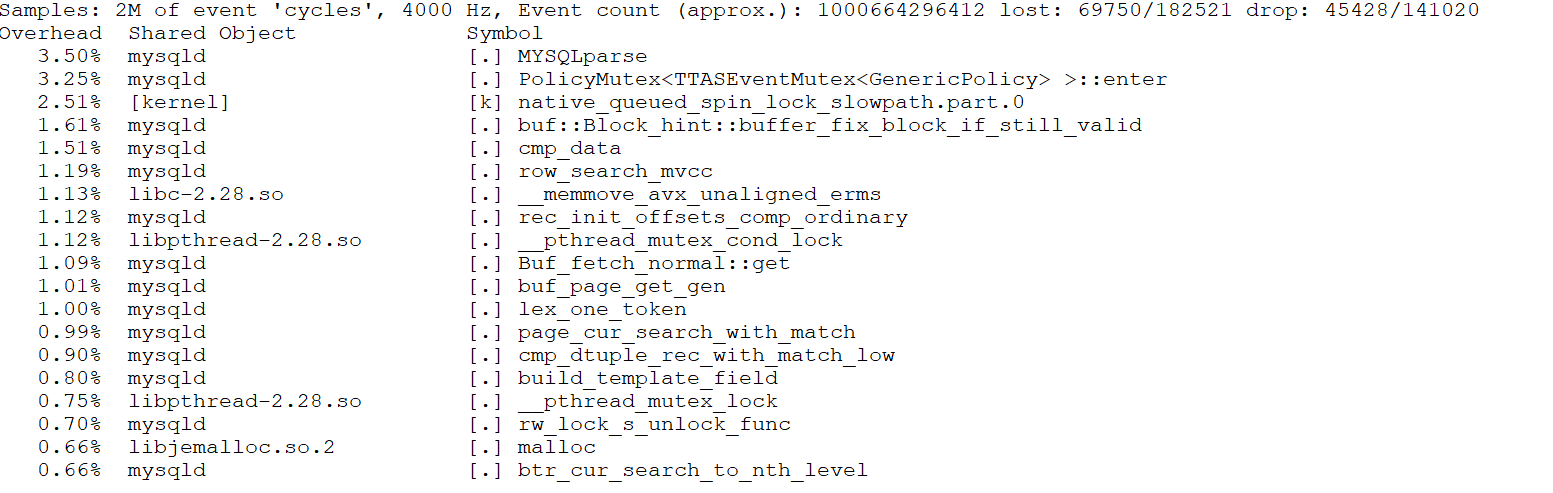 Samples: 2M of event 'cycles', 4000 Hz, Event count (approx.): 1000664296412 lost: 69750/182521 drop: 45428/141020
Overhead  Shared Object             Symbol
   3.50%  mysqld                    [.] MYSQLparse
   3.25%  mysqld                    [.] PolicyMutex<TTASEventMutex<GenericPolicy> >::enter
   2.51%  [kernel]                  [k] native_queued_spin_lock_slowpath.part.0
   1.61%  mysqld                    [.] buf::Block_hint::buffer_fix_block_if_still_valid
   1.51%  mysqld                    [.] cmp_data
   1.19%  mysqld                    [.] row_search_mvcc
   1.13%  libc-2.28.so              [.] __memmove_avx_unaligned_erms
   1.12%  mysqld                    [.] rec_init_offsets_comp_ordinary
   1.12%  libpthread-2.28.so        [.] __pthread_mutex_cond_lock
   1.09%  mysqld                    [.] Buf_fetch_normal::get
   1.01%  mysqld                    [.] buf_page_get_gen
   1.00%  mysqld                    [.] lex_one_token
   0.99%  mysqld                    [.] page_cur_search_with_match
   0.90%  mysqld                    [.] cmp_dtuple_rec_with_match_low
   0.80%  mysqld                    [.] build_template_field
   0.75%  libpthread-2.28.so        [.] __pthread_mutex_lock
   0.70%  mysqld                    [.] rw_lock_s_unlock_func
   0.66%  libjemalloc.so.2          [.] malloc
   0.66%  mysqld                    [.] btr_cur_search_to_nth_level